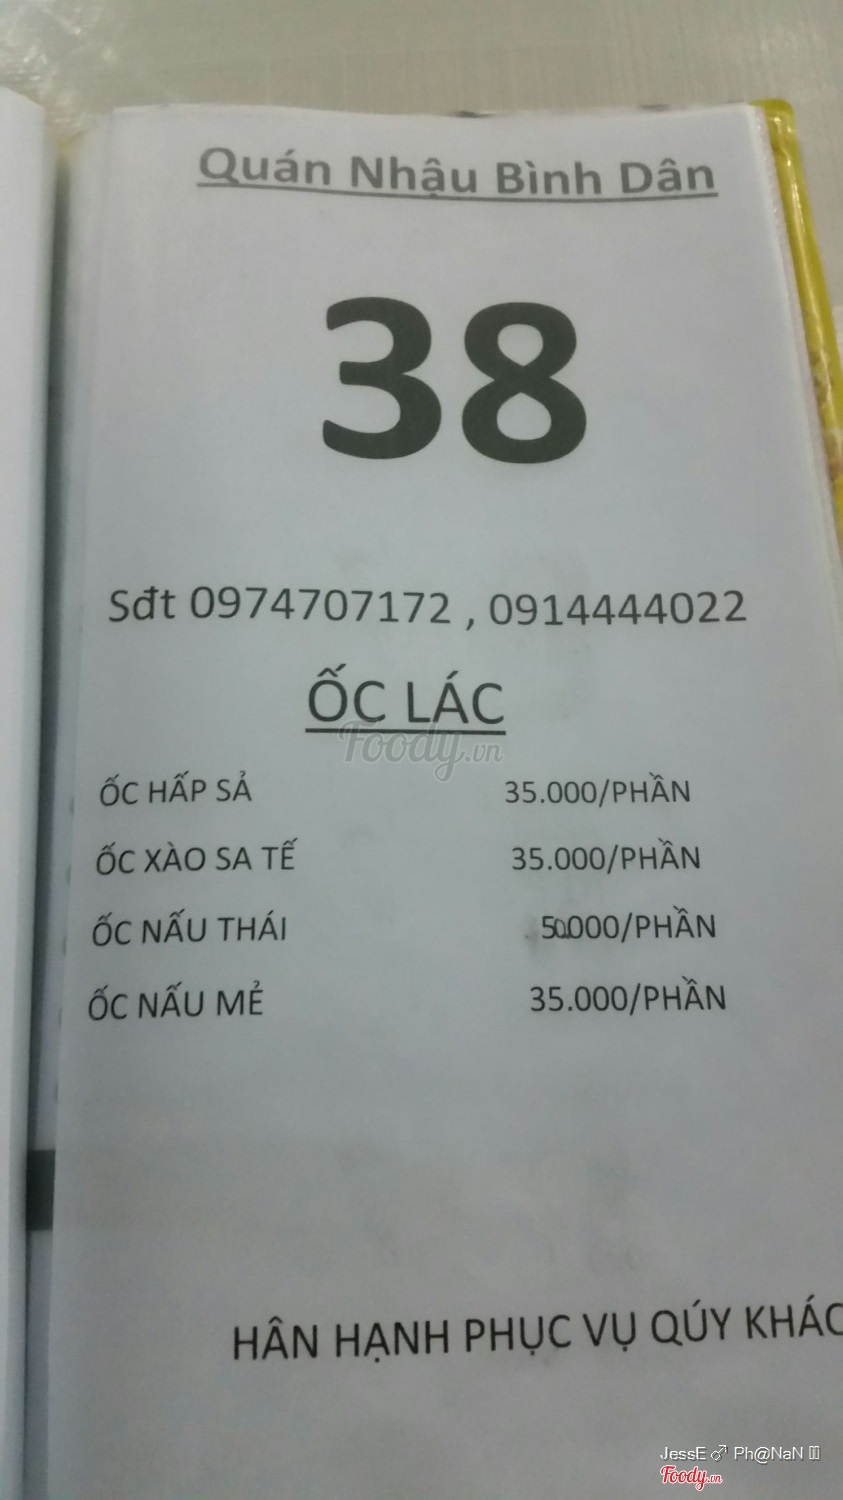 Quán Nhậu Bình Dân
38
Sđt 0974707172 , 0914444022
ỐC LÁC
Foody.vn
ỐC HẤP SẢ 35.000/PHẦN
ỐC XÀO SA TẾ 35.000/PHẦN
ỐC NẤU THÁI 50.000/PHẦN
ỐC NẤU MẺ 35.000/PHẦN
HÂN HẠNH PHỤC VỤ QÚY KHÁC
JessE ♂ Ph@NaN
Foody.vn